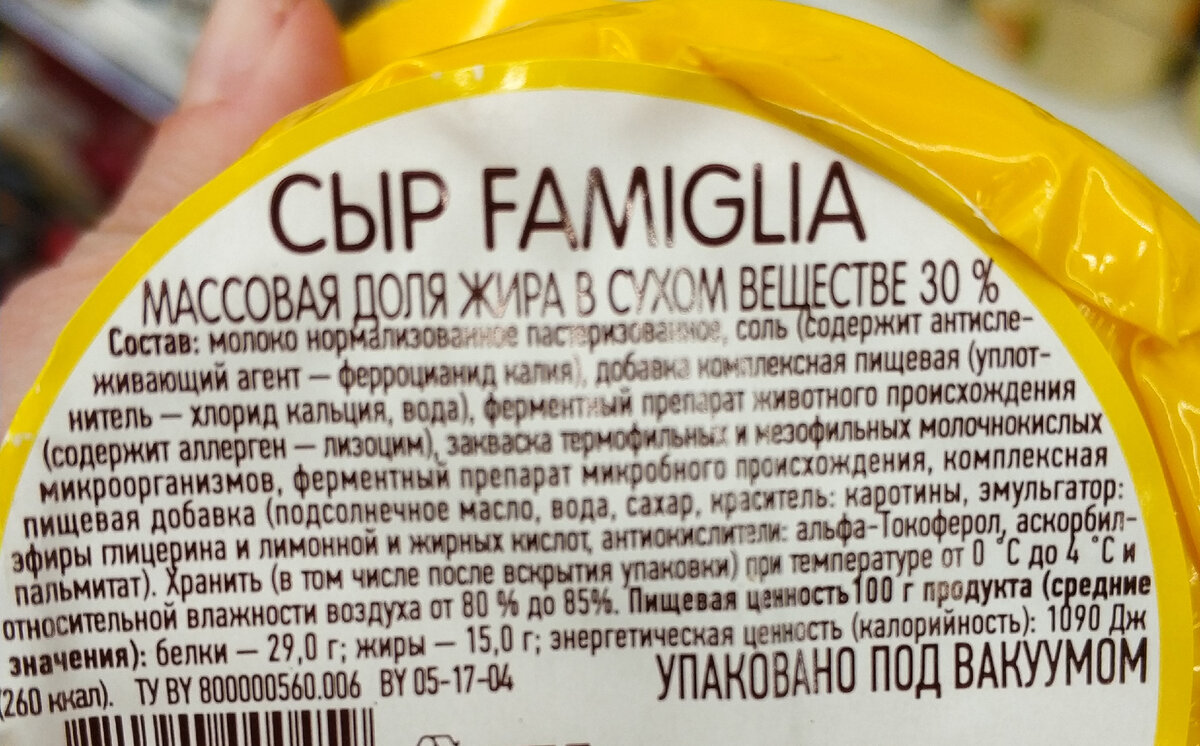 СЫР FAMIGLIA
МАССОВАЯ ДОЛЯ ЖИРА В СУХОМ ВЕЩЕСТВЕ 30 %
Состав: молоко нормализованное пастеризованное, соль (содержит антисле-
живающий агент — ферроцианид калия), добавка комплексная пищевая (уплот-
нитель — хлорид кальция, вода), ферментный препарат животного происхождения
(содержит аллерген — лизоцим), закваска термофильных и мезофильных молочнокислых
микроорганизмов, ферментный препарат микробного происхождения, комплексная
пищевая добавка (подсолнечное масло, вода, сахар, краситель: каротины, эмульгатор:
эфиры глицерина и лимонной и жирных кислот, антиокислители: альфа-Токоферол, аскорбил-
пальмитат). Хранить (в том числе после вскрытия упаковки) при температуре от 0 °С до 4 °С и
относительной влажности воздуха от 80 % до 85%. Пищевая ценность 100 г продукта (средние
значения): белки — 29,0 г; жиры — 15,0 г; энергетическая ценность (калорийность): 1090 Дж
(260 ккал). ТУ BY 800000560.006 BY 05-17-04
УПАКОВАНО ПОД ВАКУУМОМ